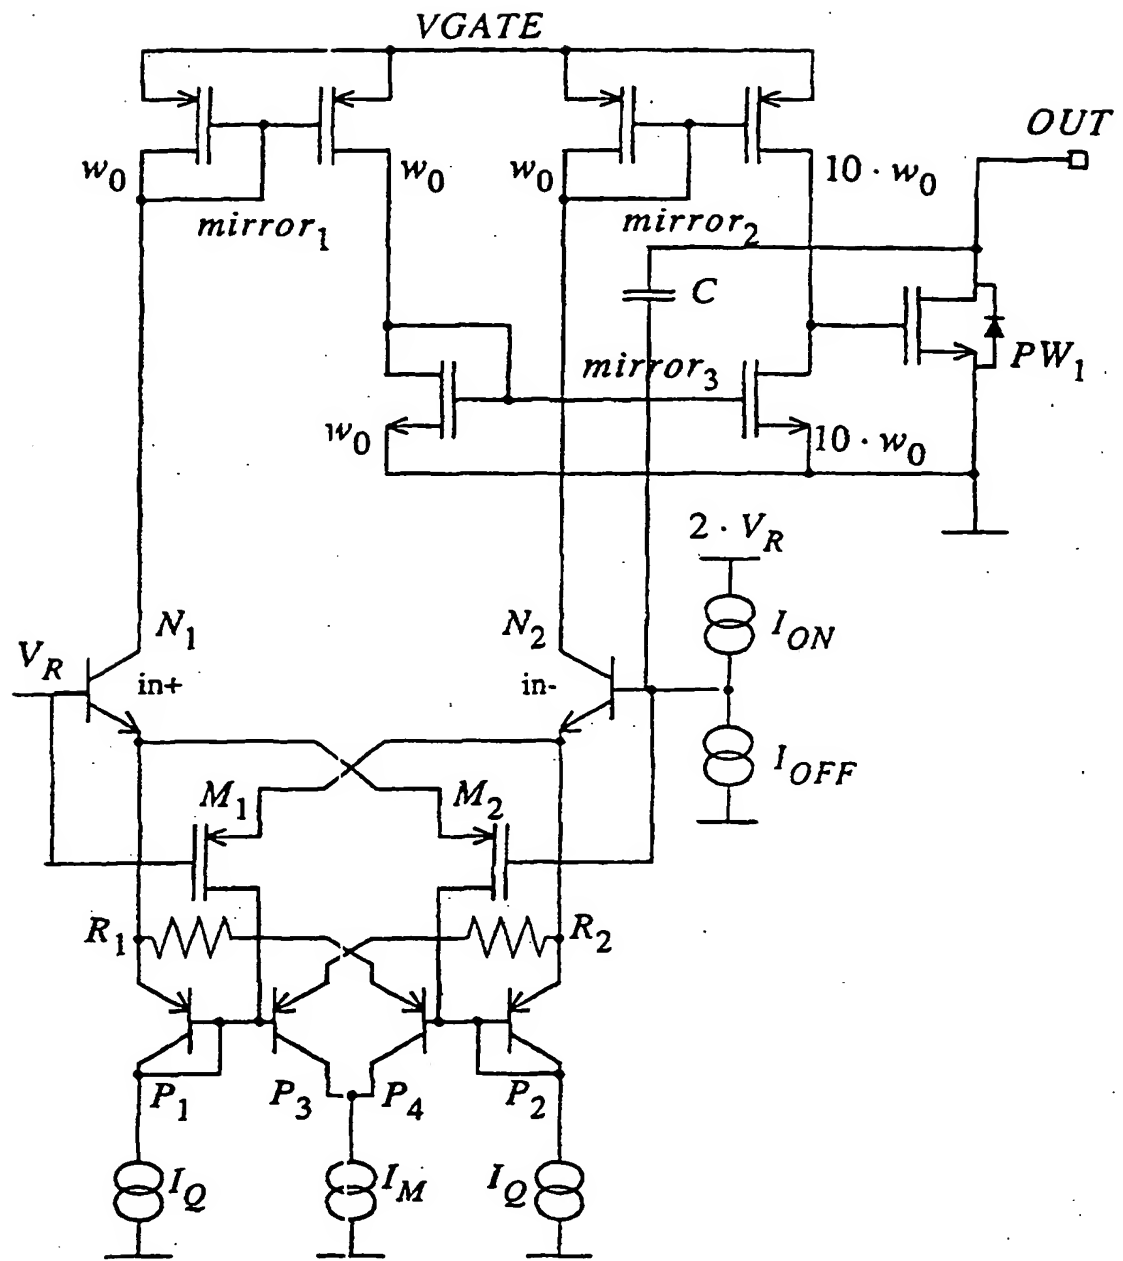 VGATE
OUT
w0 w0 w0 10 · w0
mirror1 mirror2
C
mirror3 PW1
w0 10 · w0
2 · VR
N1 N2 ION
VR in+ in-
IOFF
M1 M2
R1 R2
P1 P3 P4 P2
IQ IM IQ